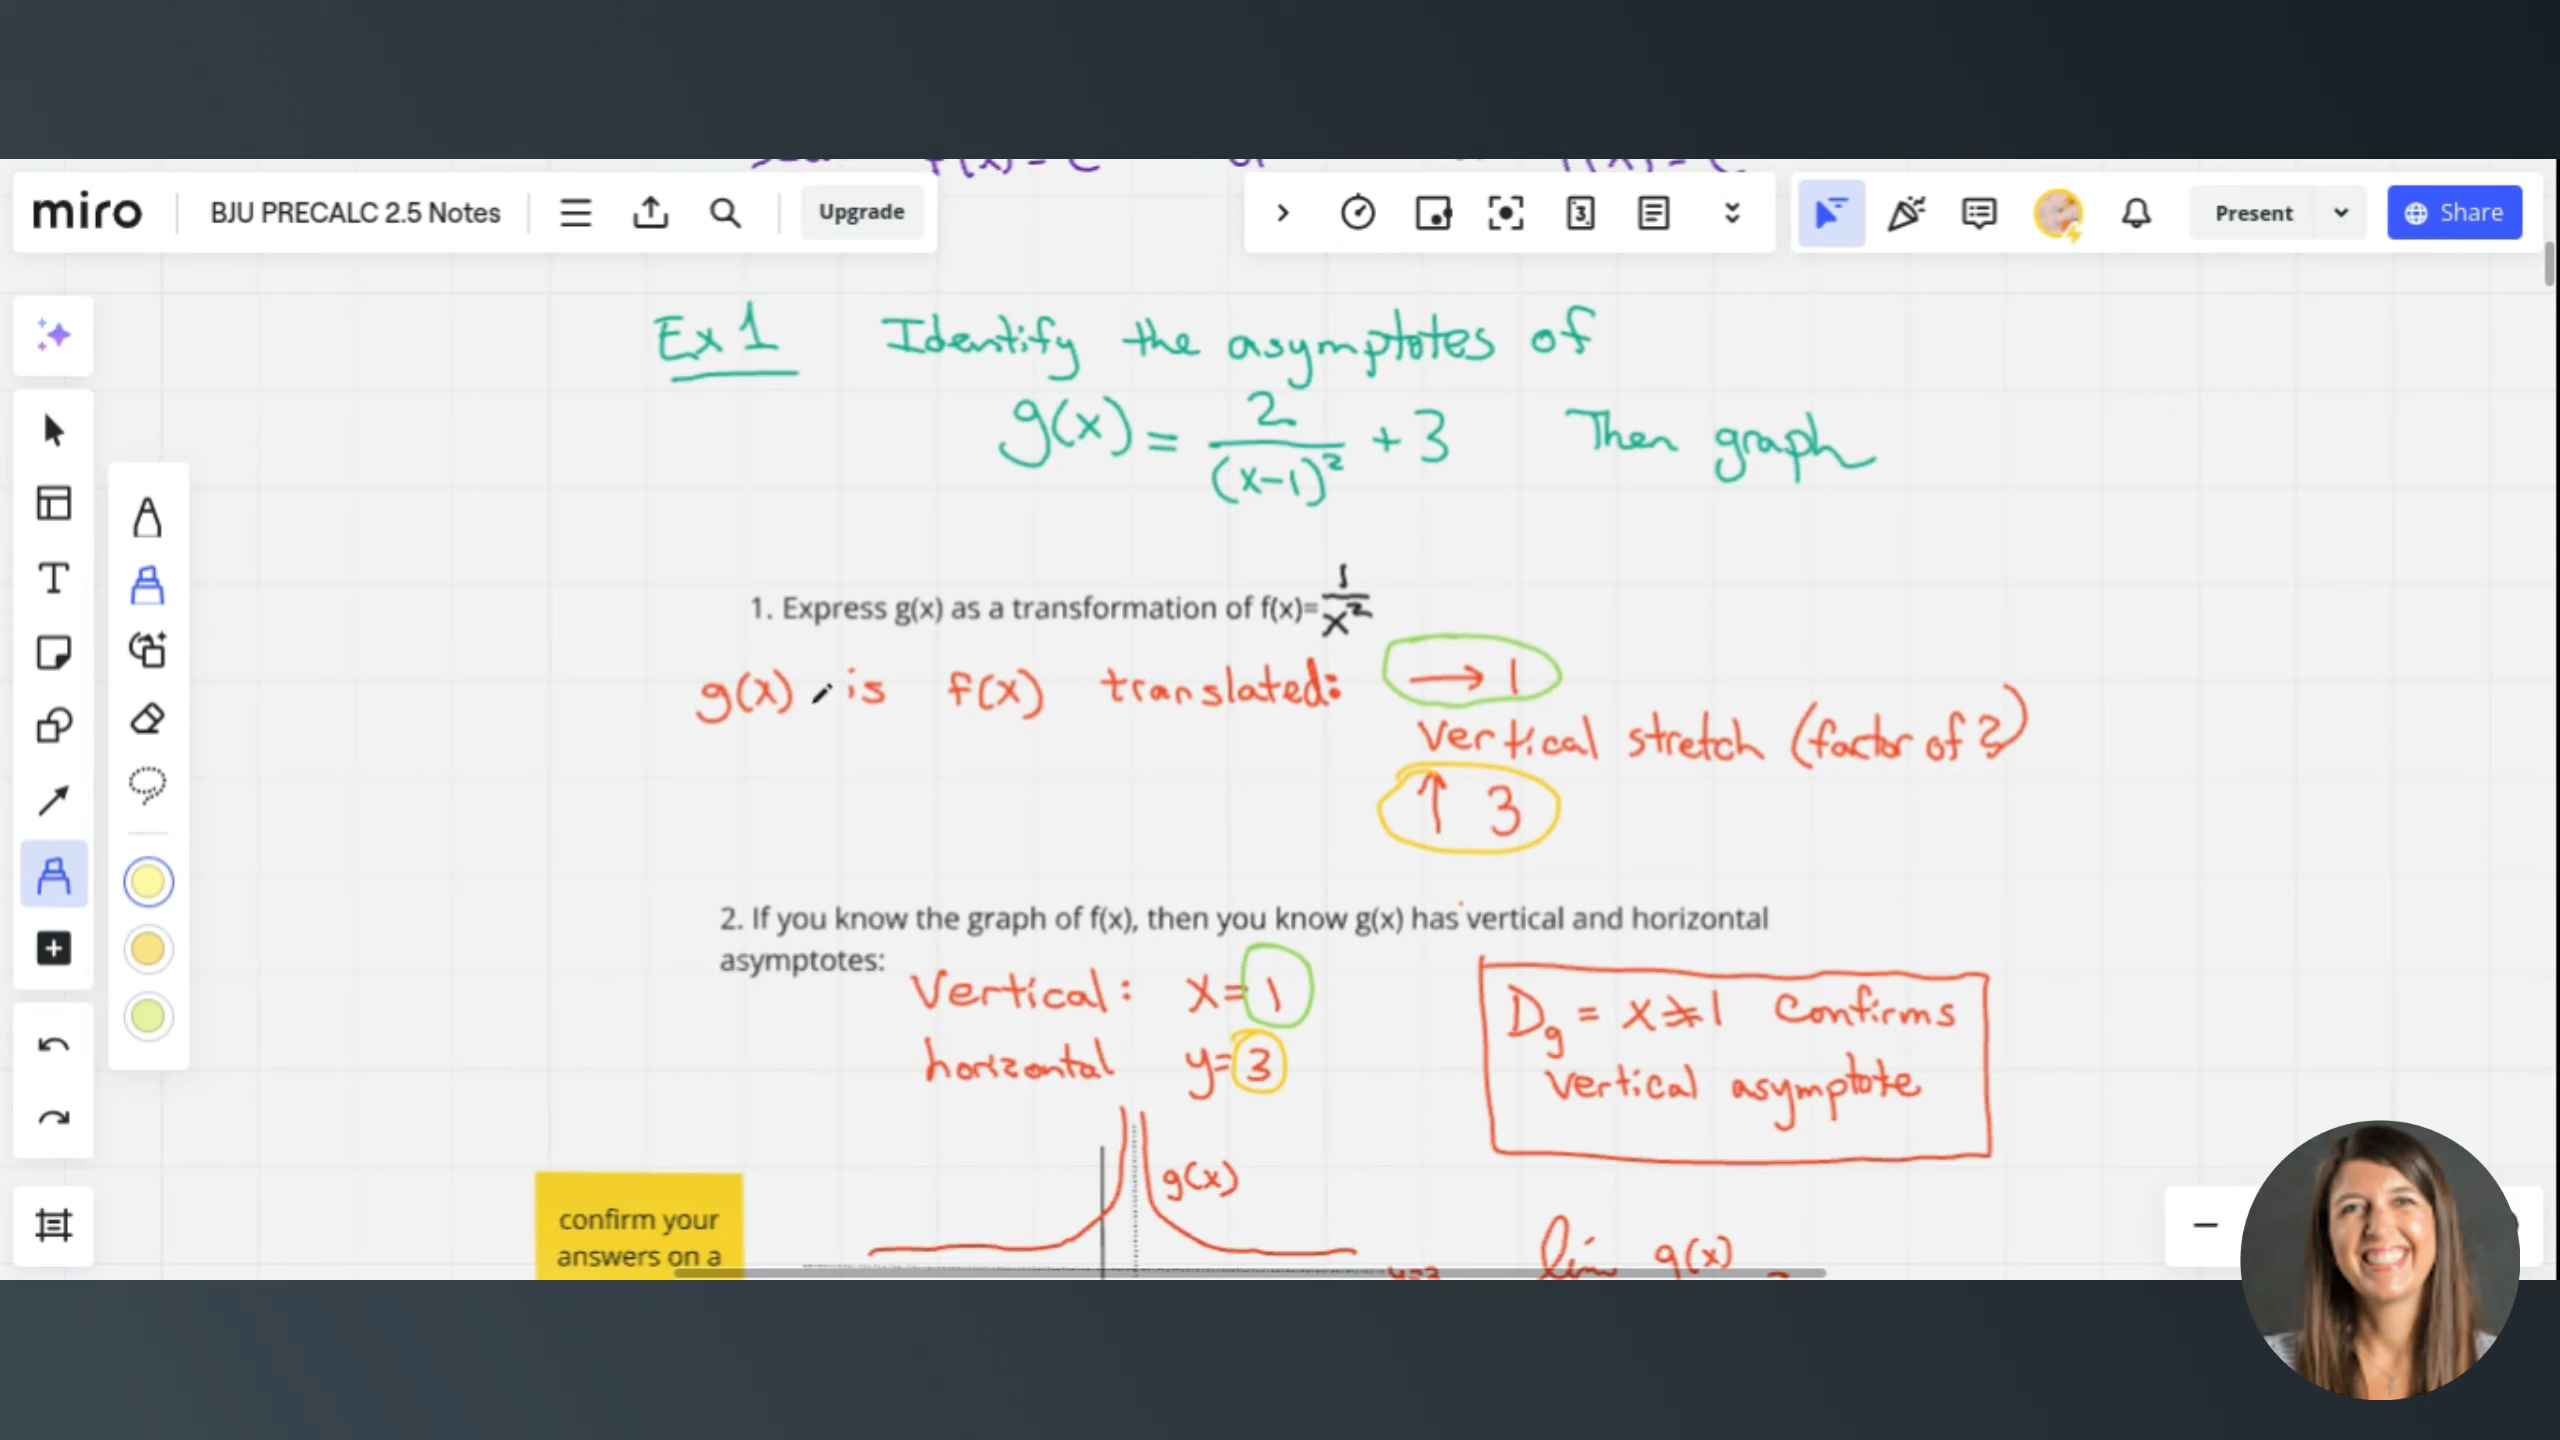 miro
BJU PRECALC 2.5 Notes
Upgrade
3
Present
Share
Ex 1 Identify the asymptotes of
g(x) = 2/(x-1)² + 3 Then graph
1. Express g(x) as a transformation of f(x)= 1/x²
g(x) is f(x) translated: → 1
vertical stretch (factor of 2)
↑ 3
2. If you know the graph of f(x), then you know g(x) has vertical and horizontal
asymptotes:
Vertical: x=1
horizontal y=3
Dg = x≠1 Confirms
vertical asymptote
g(x)
confirm your
answers on a
lim g(x)